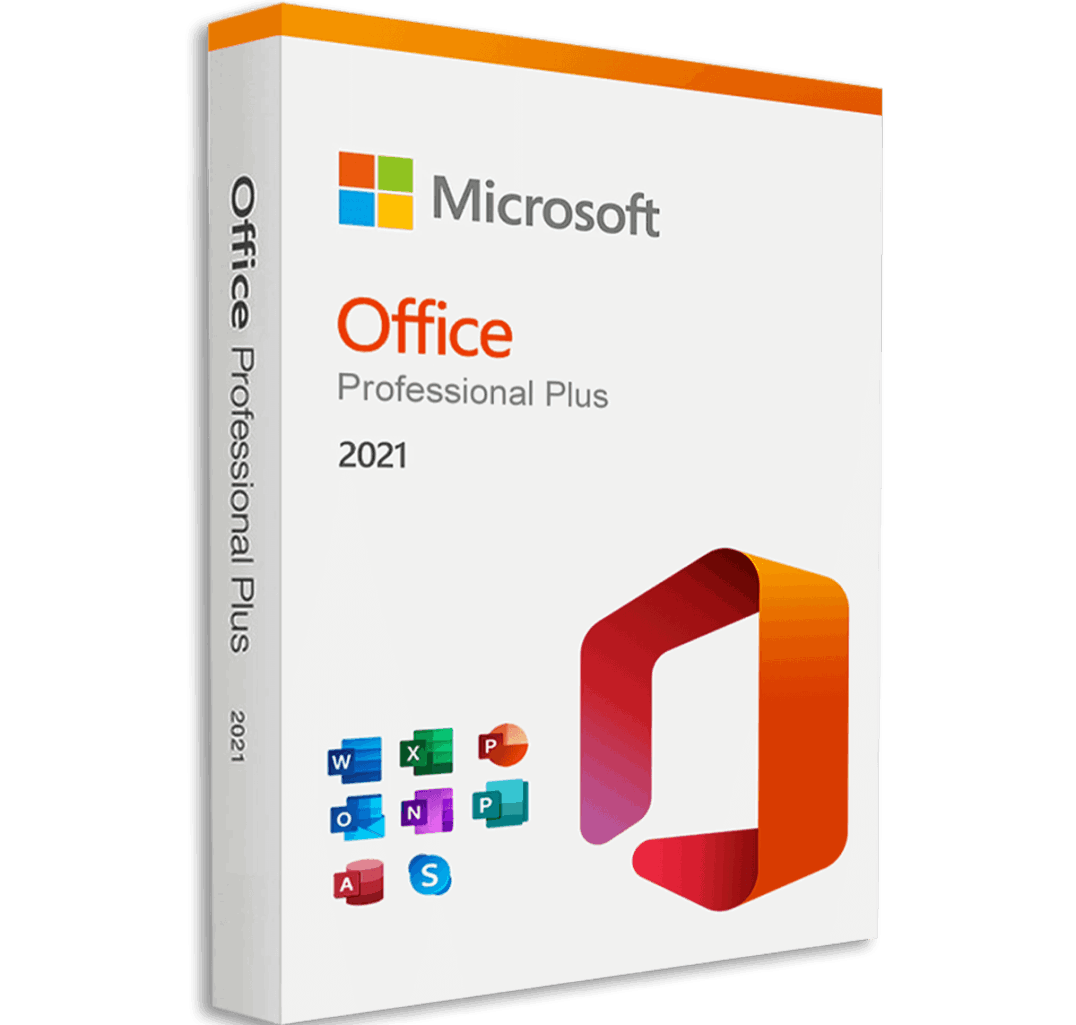 Microsoft
Office
Professional Plus
2021
Office Professional Plus 2021
W X P
O N P
A S